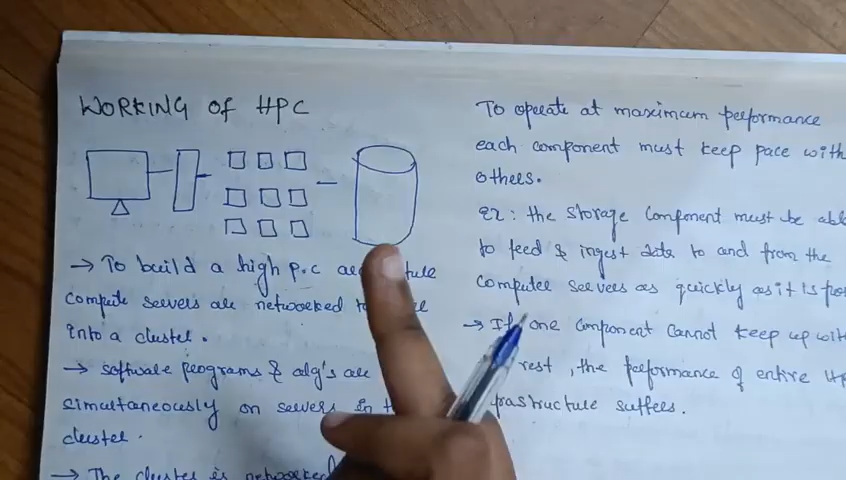 WORKING of HPC
→ To build a high p.c
compute servers are networked
into a cluster.
→ software programs & alg's are
simultaneously on servers in
cluster.
→ The cluster is networked
To operate at maximum performance
each component must keep pace with
others.
Ex: the storage component must be
to feed & ingest data to and from the
compute servers as quickly as it is
→ If one component cannot keep up with
rest, the performance of entire
suffers.